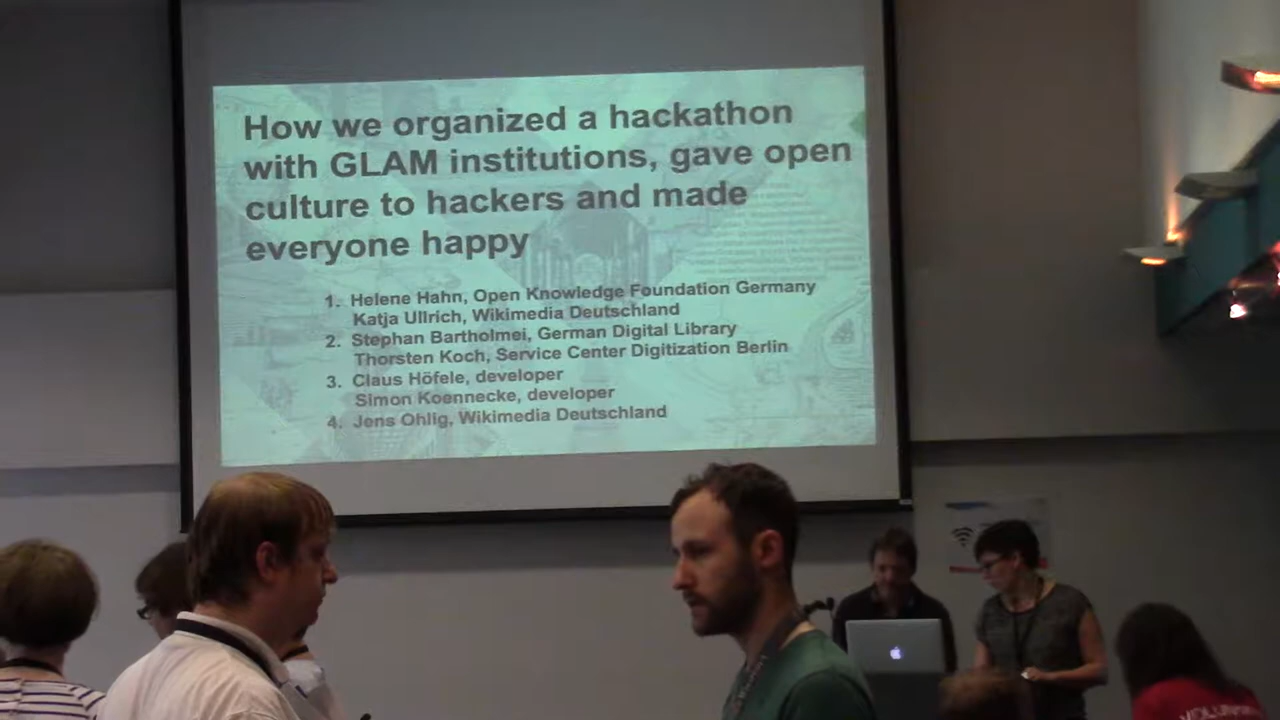 How we organized a hackathon
with GLAM institutions, gave open
culture to hackers and made
everyone happy
1. Helene Hahn, Open Knowledge Foundation Germany
Katja Ullrich, Wikimedia Deutschland
2. Stephan Bartholmei, German Digital Library
Thorsten Koch, Service Center Digitization Berlin
3. Claus Höfele, developer
Simon Koennecke, developer
4. Jens Ohlig, Wikimedia Deutschland